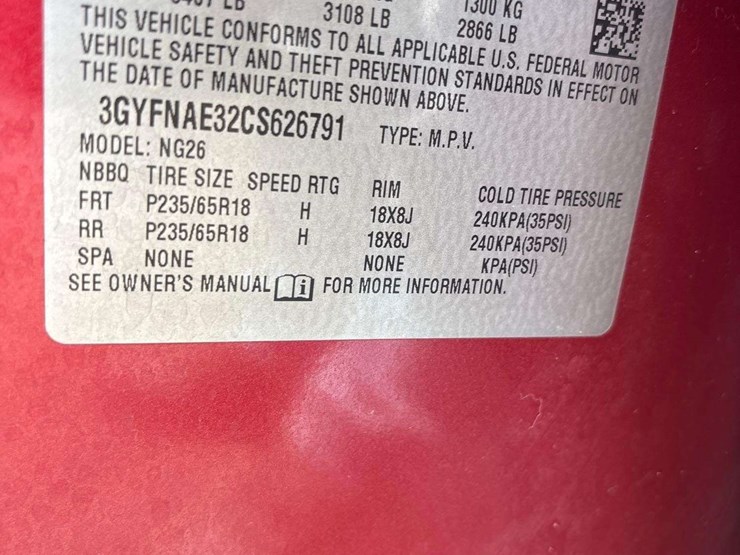 3108 LB 1300 KG
2866 LB
THIS VEHICLE CONFORMS TO ALL APPLICABLE U.S. FEDERAL MOTOR
VEHICLE SAFETY AND THEFT PREVENTION STANDARDS IN EFFECT ON
THE DATE OF MANUFACTURE SHOWN ABOVE.
3GYFNAE32CS626791 TYPE: M.P.V.
MODEL: NG26
NBBQ TIRE SIZE SPEED RTG RIM COLD TIRE PRESSURE
FRT P235/65R18 H 18X8J 240KPA(35PSI)
RR P235/65R18 H 18X8J 240KPA(35PSI)
SPA NONE NONE KPA(PSI)
SEE OWNER'S MANUAL i FOR MORE INFORMATION.